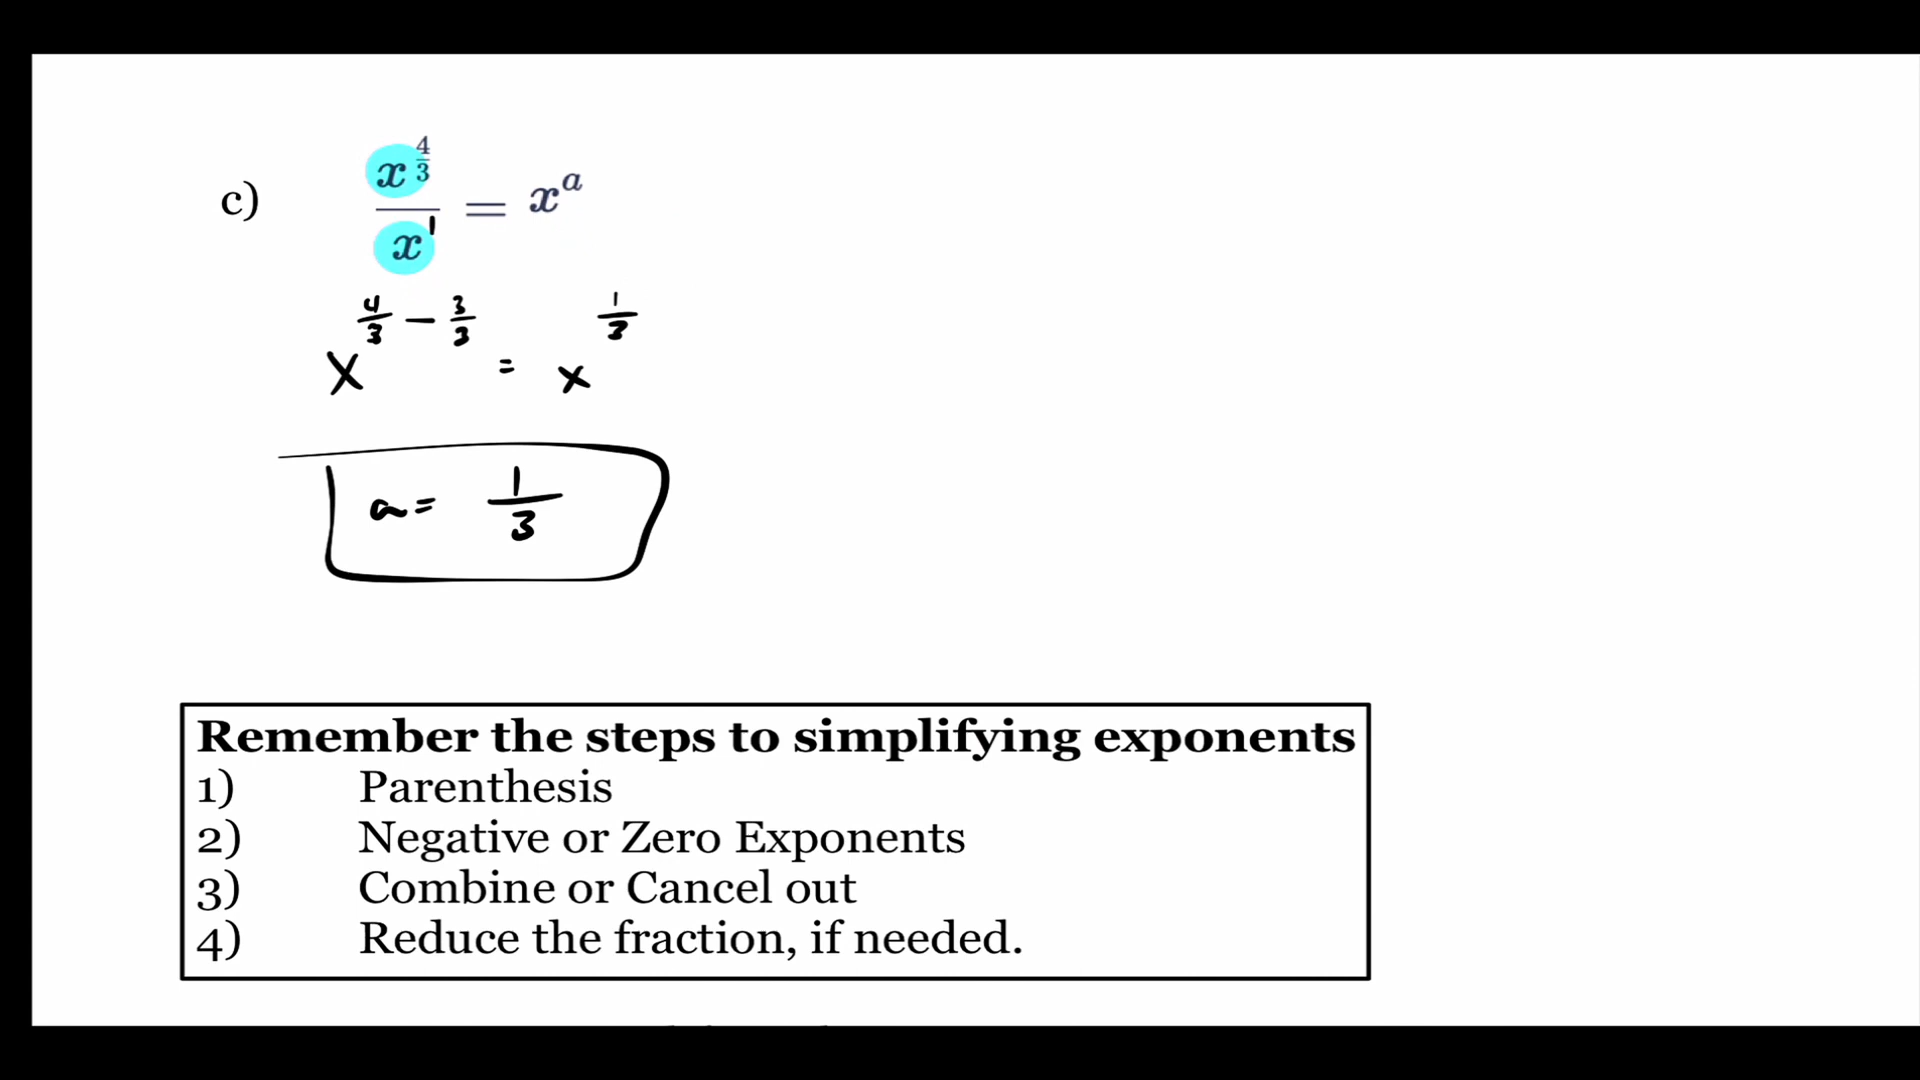 c) x^(4/3) / x^1 = x^a
x^(4/3 - 3/3) = x^(1/3)
a = 1/3
Remember the steps to simplifying exponents
1) Parenthesis
2) Negative or Zero Exponents
3) Combine or Cancel out
4) Reduce the fraction, if needed.